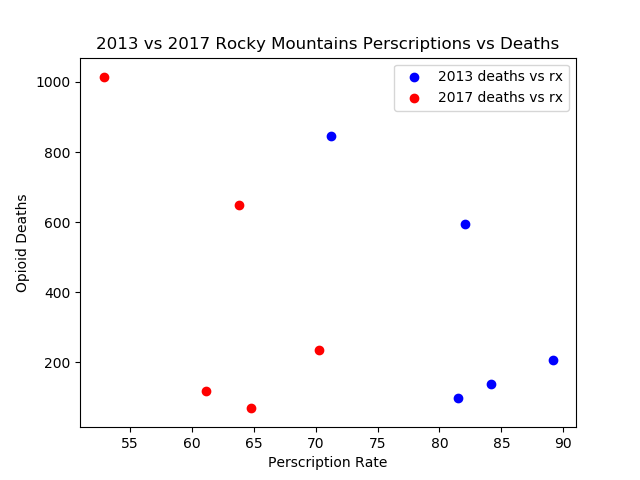 2013 vs 2017 Rocky Mountains Perscriptions vs Deaths
2013 deaths vs rx
2017 deaths vs rx
Opioid Deaths
1000
800
600
400
200
55 60 65 70 75 80 85 90
Perscription Rate